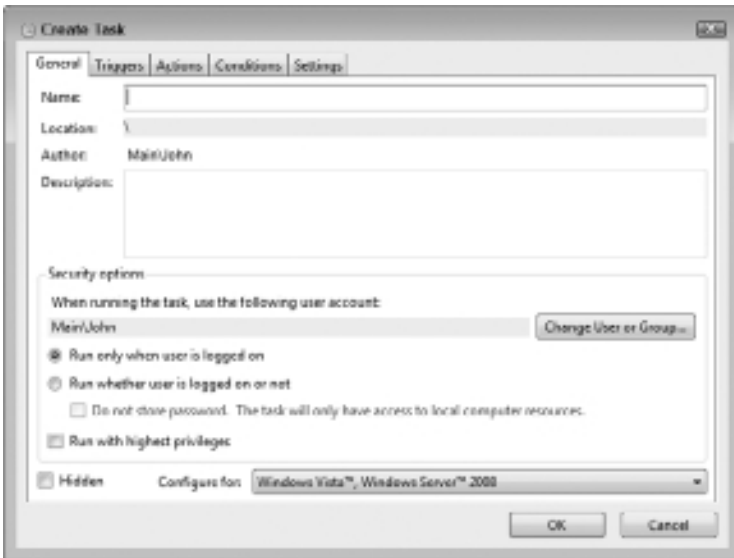 Create Task
General Triggers Actions Conditions Settings
Name:
Location: \
Author: Main\John
Description:
Security options
When running the task, use the following user account:
Main\John Change User or Group...
Run only when user is logged on
Run whether user is logged on or not
Do not store password. The task will only have access to local computer resources.
Run with highest privileges
Hidden Configure for: Windows Vista™, Windows Server™ 2008
OK Cancel